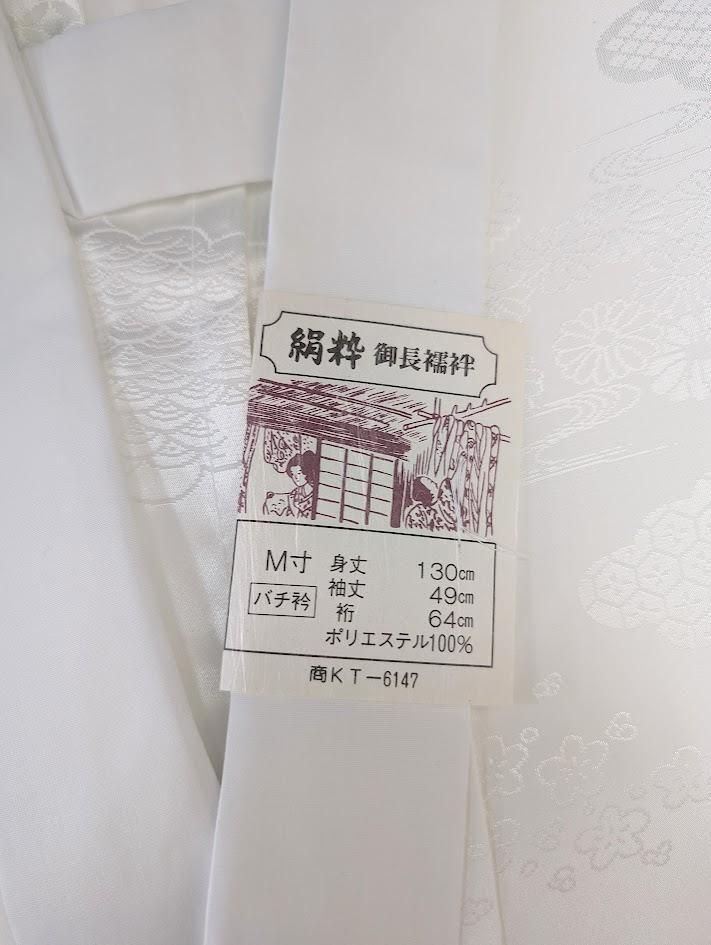 絹粋 御長襦袢
M寸 身丈 130cm
バチ衿 袖丈 49cm
裄 64cm
ポリエステル100%
商KT－6147